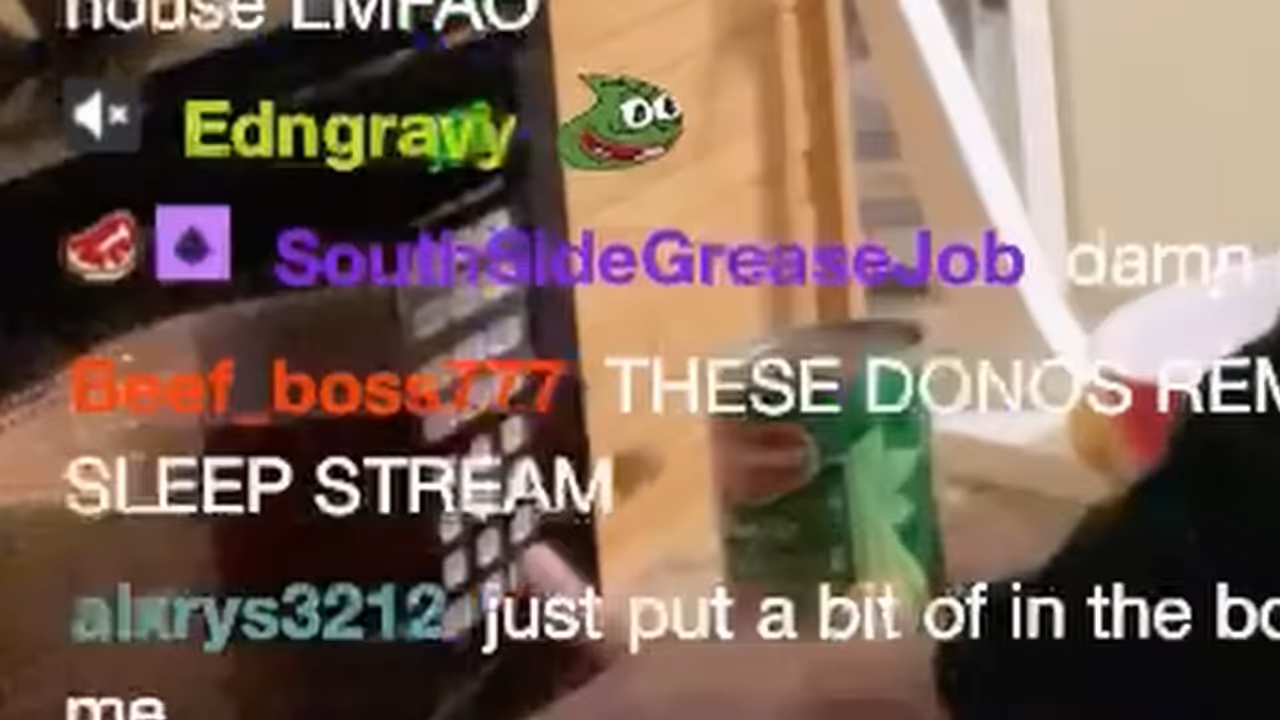 house LMFAO
Edngravy
SouthSideGreaseJob damn
Beef_boss777 THESE DONOS REM
SLEEP STREAM
alxrys3212 just put a bit of in the bo
me